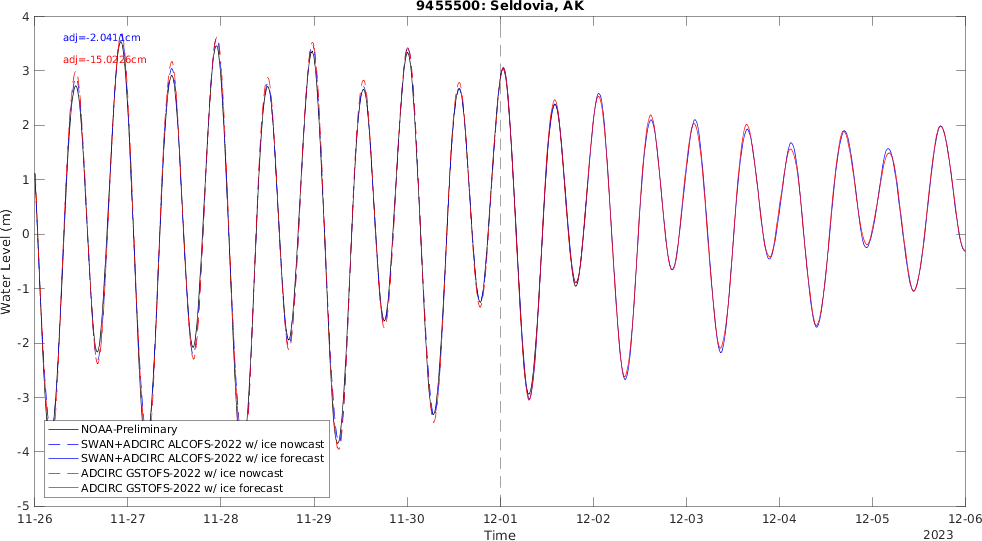 9455500: Seldovia, AK
adj=-2.0411cm
adj=-15.0226cm
4
3
2
1
0
-1
-2
-3
-4
-5
Water Level (m)
NOAA-Preliminary
SWAN+ADCIRC ALCOFS-2022 w/ ice nowcast
SWAN+ADCIRC ALCOFS-2022 w/ ice forecast
ADCIRC GSTOFS-2022 w/ ice nowcast
ADCIRC GSTOFS-2022 w/ ice forecast
11-26 11-27 11-28 11-29 11-30 12-01 12-02 12-03 12-04 12-05 12-06
Time
2023